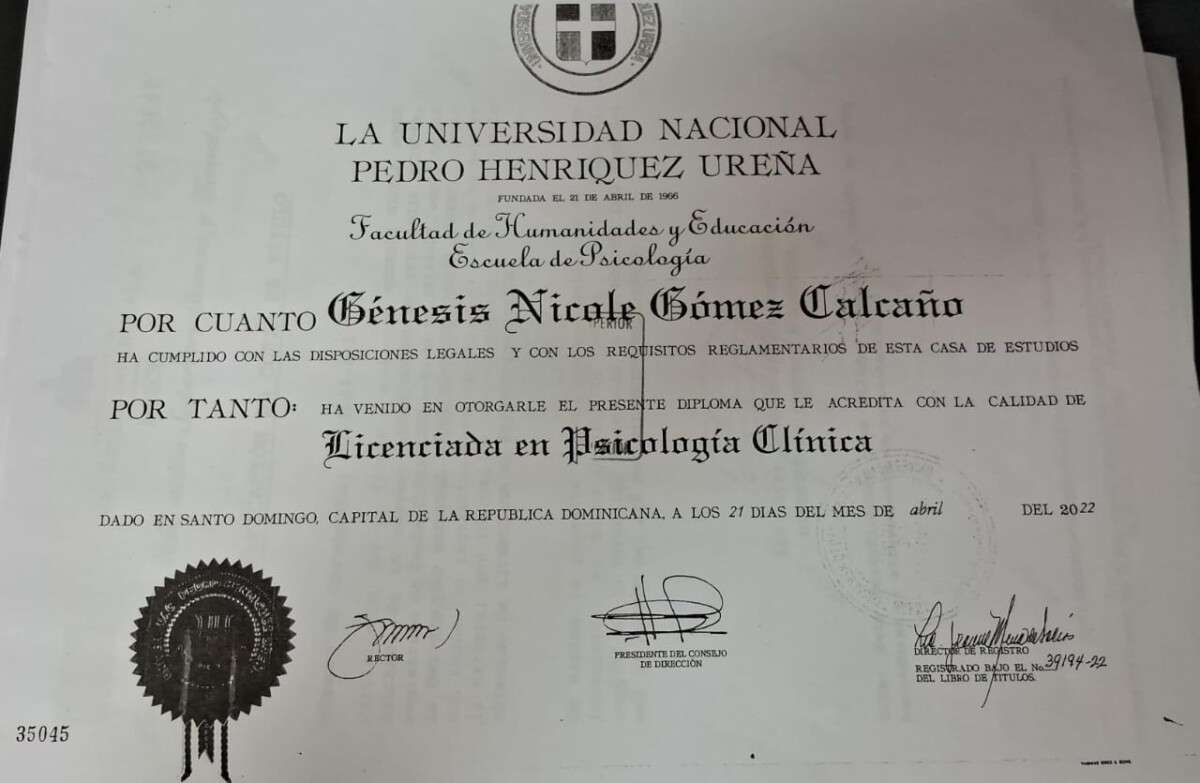 LA UNIVERSIDAD NACIONAL
PEDRO HENRIQUEZ UREÑA
FUNDADA EL 21 DE ABRIL DE 1966
Facultad de Humanidades y Educación
Escuela de Psicología
POR CUANTO Génesis Nicole Gómez Calcaño
HA CUMPLIDO CON LAS DISPOSICIONES LEGALES Y CON LOS REQUISITOS REGLAMENTARIOS DE ESTA CASA DE ESTUDIOS
POR TANTO: HA VENIDO EN OTORGARLE EL PRESENTE DIPLOMA QUE LE ACREDITA CON LA CALIDAD DE
Licenciada en Psicología Clínica
DADO EN SANTO DOMINGO, CAPITAL DE LA REPUBLICA DOMINICANA, A LOS 21 DIAS DEL MES DE abril DEL 2022
RECTOR
PRESIDENTE DEL CONSEJO
DE DIRECCIÓN
DIRECTOR DE REGISTRO
REGISTRADO BAJO EL No. 39194-22
DEL LIBRO DE TITULOS.
35045